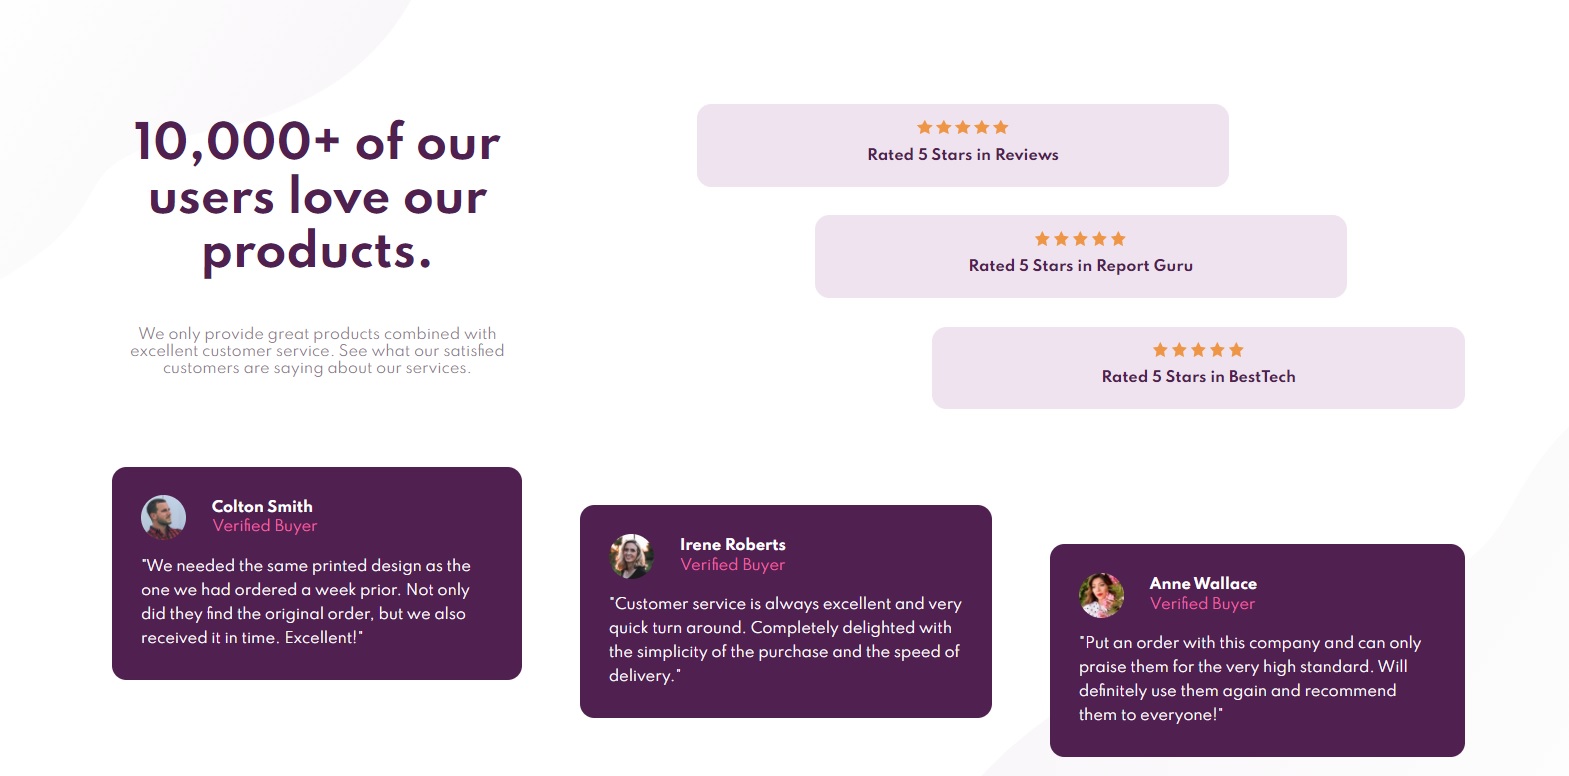 10,000+ of our
users love our
products.
We only provide great products combined with
excellent customer service. See what our satisfied
customers are saying about our services.
Rated 5 Stars in Reviews
Rated 5 Stars in Report Guru
Rated 5 Stars in BestTech
Colton Smith
Verified Buyer
"We needed the same printed design as the
one we had ordered a week prior. Not only
did they find the original order, but we also
received it in time. Excellent!"
Irene Roberts
Verified Buyer
"Customer service is always excellent and very
quick turn around. Completely delighted with
the simplicity of the purchase and the speed of
delivery."
Anne Wallace
Verified Buyer
"Put an order with this company and can only
praise them for the very high standard. Will
definitely use them again and recommend
them to everyone!"